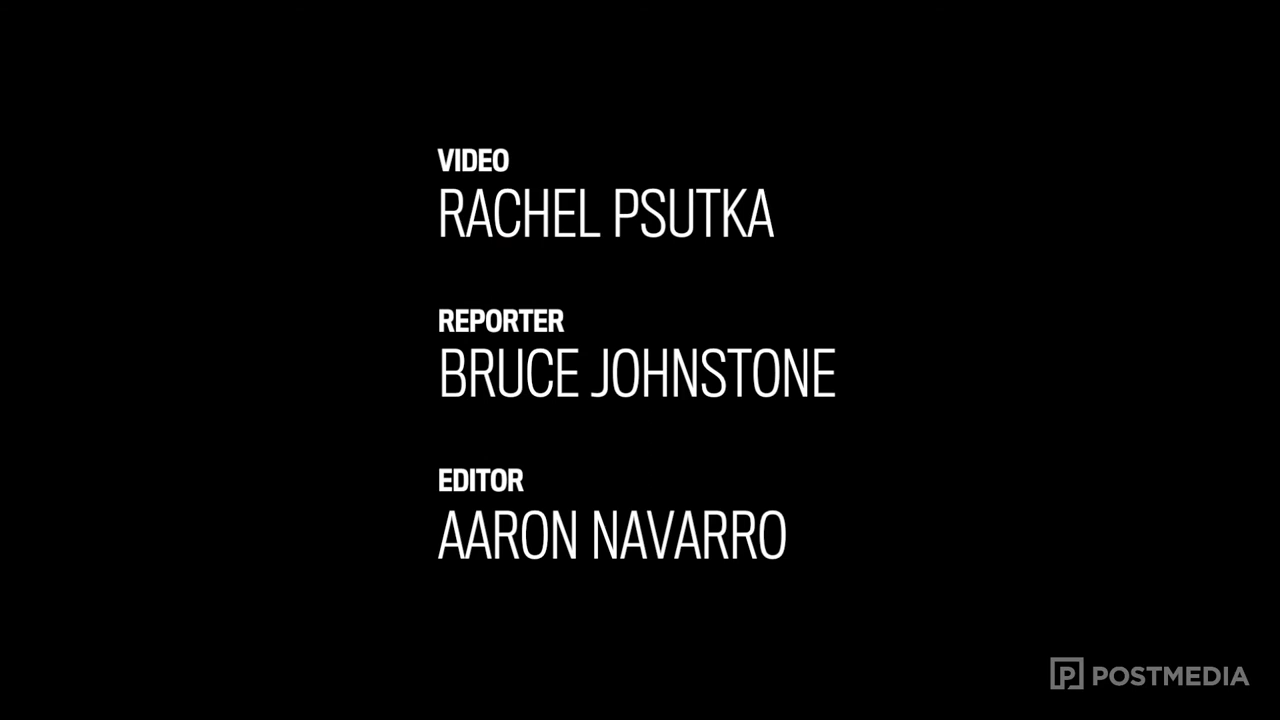 VIDEO
RACHEL PSUTKA
REPORTER
BRUCE JOHNSTONE
EDITOR
AARON NAVARRO
P POSTMEDIA